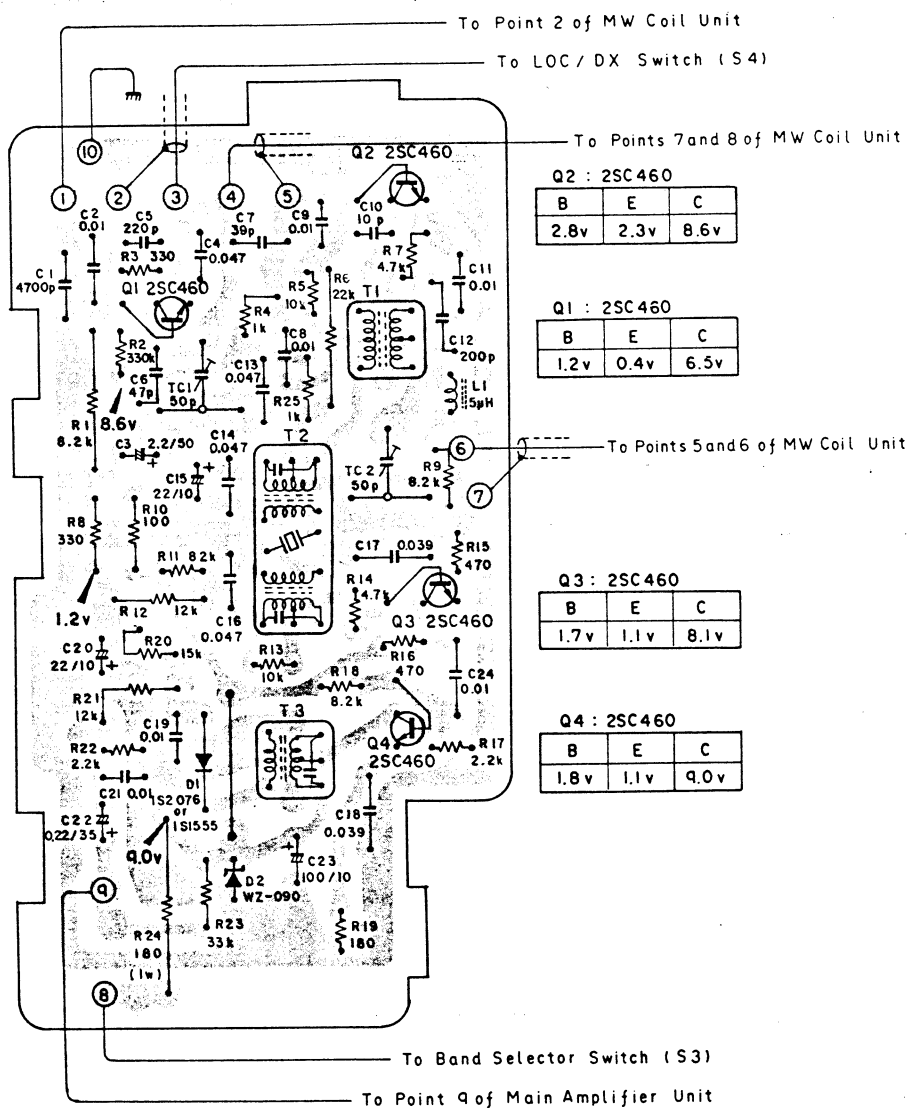 To Point 2 of MW Coil Unit
To LOC/DX Switch (S4)
To Points 7 and 8 of MW Coil Unit
10
1
2
3
4
5
Q2 2SC460
C2
0.01
C5
220p
R3 330
C4
0.047
C7
39p
C9
0.01
C10
10p
R7
4.7k
C1
4700p
Q1 2SC460
R5
10k
R6
22k
T1
C11
0.01
R4
1k
C12
200p
R2
330k
C6
47p
TC1
50p
C13
0.047
C8
0.01
R25
1k
L1
5μH
8.6v
R1
8.2k
C3 2.2/50
+
C14
0.047
T2
TC2
50p
R9
8.2k
6
To Points 5 and 6 of MW Coil Unit
7
C15
22/10
+
R8
330
R10
100
R11 82k
C17 0.039
R15
470
R14
4.7k
1.2v
R12 12k
C16
0.047
Q3 2SC460
C20
22/10
+
R20
15k
R13
10k
R16
470
R18
8.2k
C24
0.01
R21
12k
C19
0.01
T3
Q4
2SC460
R17
2.2k
R22
2.2k
C21 0.01
D1
1S2076
or
1S1555
C22
0.22/35
+
9.0v
C18
0.039
+
C23
100/10
D2
WZ-090
9
R24
180
(1w)
R23
33k
R19
180
8
To Band Selector Switch (S3)
To Point 9 of Main Amplifier Unit
Q2 : 2SC460
B E C
2.8v 2.3v 8.6v
Q1 : 2SC460
B E C
1.2v 0.4v 6.5v
Q3 : 2SC460
B E C
1.7v 1.1v 8.1v
Q4 : 2SC460
B E C
1.8v 1.1v 9.0v